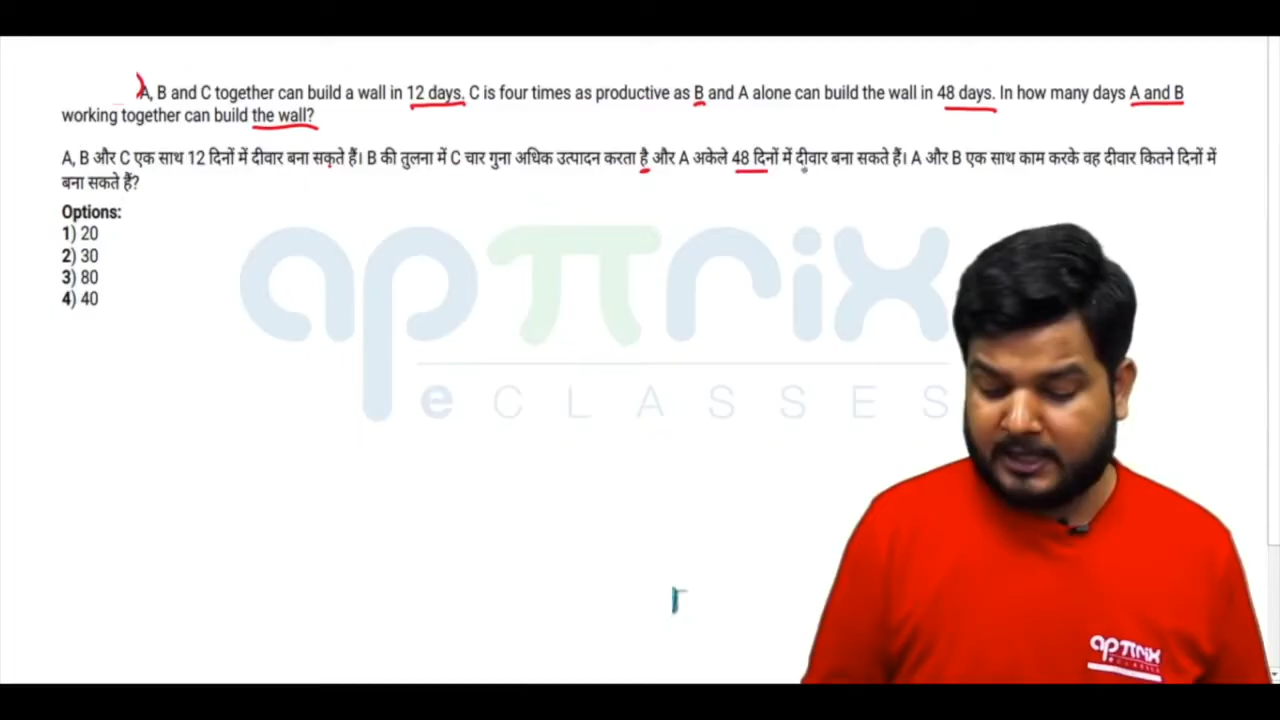 A, B and C together can build a wall in 12 days. C is four times as productive as B and A alone can build the wall in 48 days. In how many days A and B
working together can build the wall?
A, B और C एक साथ 12 दिनों में दीवार बना सकते हैं। B की तुलना में C चार गुना अधिक उत्पादन करता है और A अकेले 48 दिनों में दीवार बना सकते हैं। A और B एक साथ काम करके वह दीवार कितने दिनों में
बना सकते हैं?
Options:
1) 20
2) 30
3) 80
4) 40
apπrix
eCLASSES
apπrix
eCLASSES